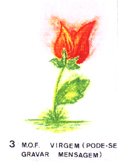 3 M.O.F. VIRGEM (PODE-SE
GRAVAR MENSAGEM)